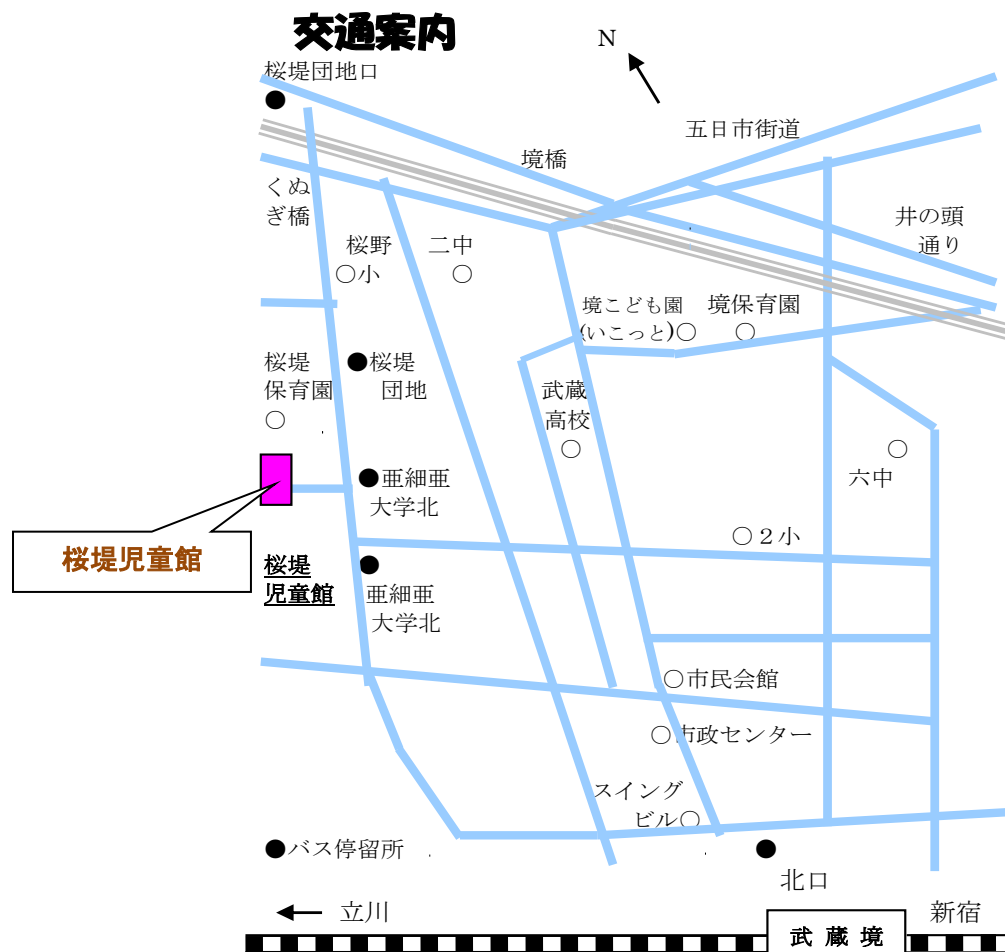 交通案内
N
桜堤団地口
五日市街道
境橋
くぬ
ぎ橋
井の頭
通り
桜野
小
二中
境こども園
(いこっと)
境保育園
桜堤
保育園
桜堤
団地
武蔵
高校
六中
亜細亜
大学北
2小
桜堤児童館
桜堤
児童館
亜細亜
大学北
市民会館
市政センター
スイング
ビル
バス停留所
北口
立川
新宿
武蔵境